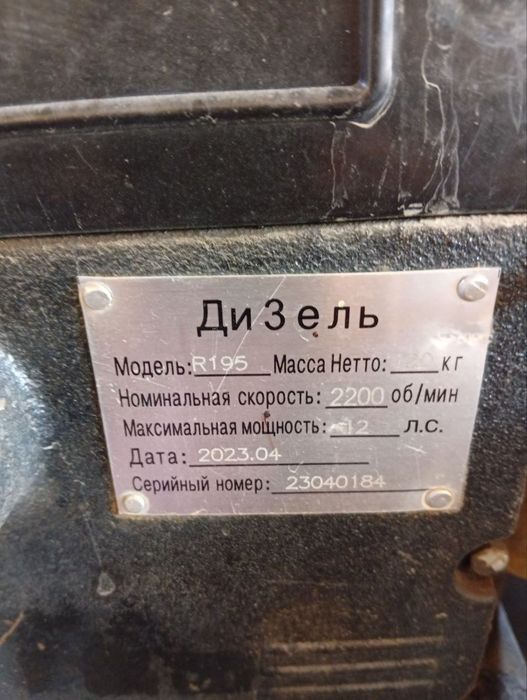 ДиЗель
Модель: R195 Масса Нетто: кг
Номинальная скорость: 2200 об/мин
Максимальная мощность: 12 л.с.
Дата: 2023.04
Серийный номер: 23040184